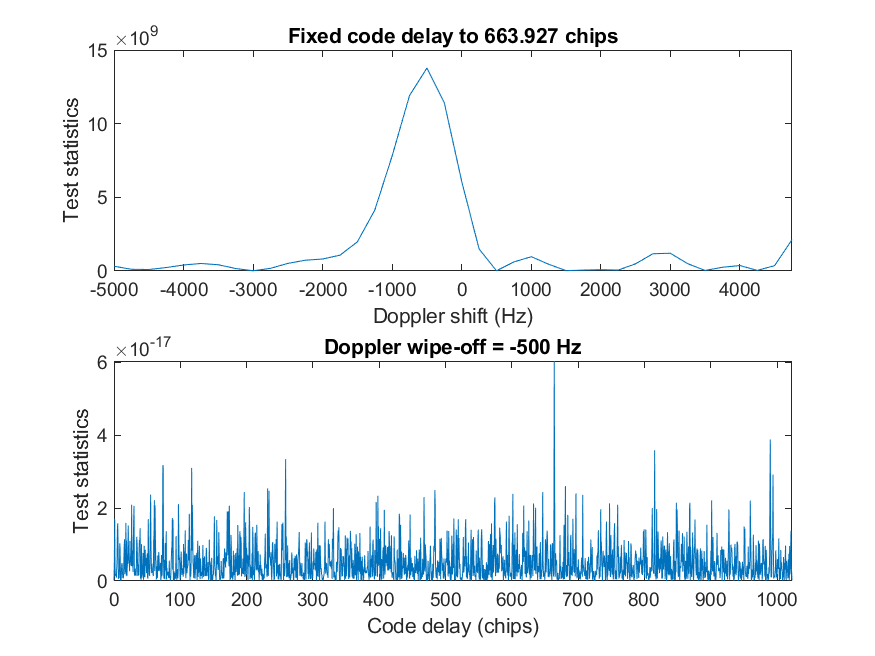 ×10^9
Fixed code delay to 663.927 chips
15
10
5
0
Test statistics
-5000 -4000 -3000 -2000 -1000 0 1000 2000 3000 4000
Doppler shift (Hz)
×10^-17
Doppler wipe-off = -500 Hz
6
4
2
0
Test statistics
0 100 200 300 400 500 600 700 800 900 1000
Code delay (chips)